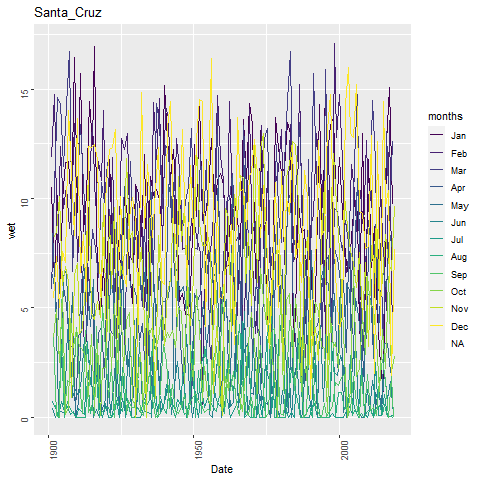 Santa_Cruz
wet
15
10
5
0
1900
1950
2000
Date
months
Jan
Feb
Mar
Apr
May
Jun
Jul
Aug
Sep
Oct
Nov
Dec
NA